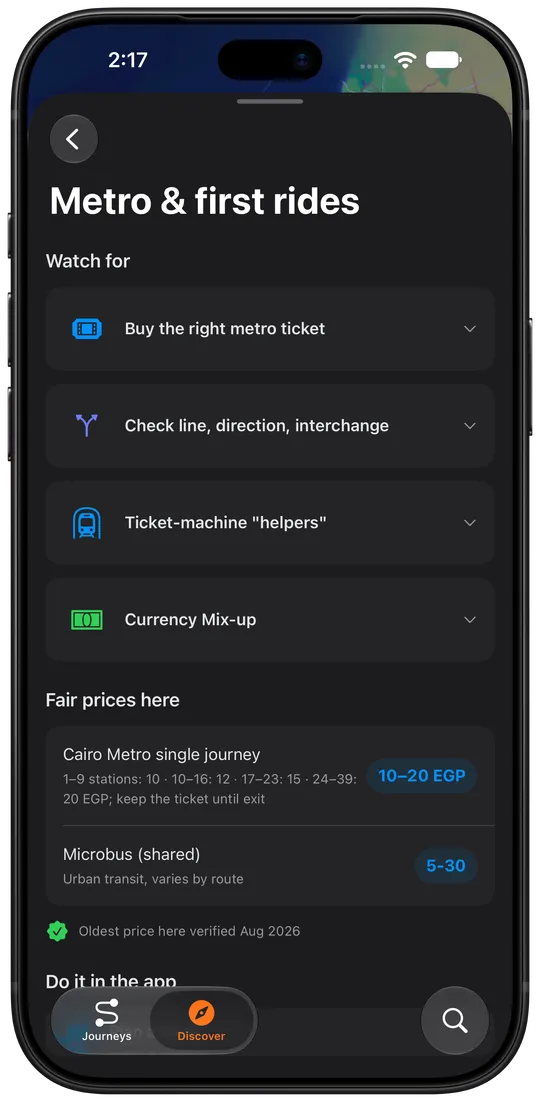 2:17
Metro & first rides
Watch for
Buy the right metro ticket
Check line, direction, interchange
Ticket-machine "helpers"
Currency Mix-up
Fair prices here
Cairo Metro single journey
1–9 stations: 10 · 10–16: 12 · 17–23: 15 · 24–39:
20 EGP; keep the ticket until exit
10–20 EGP
Microbus (shared)
Urban transit, varies by route
5-30
Oldest price here verified Aug 2026
Do it in the app
Journeys
Discover